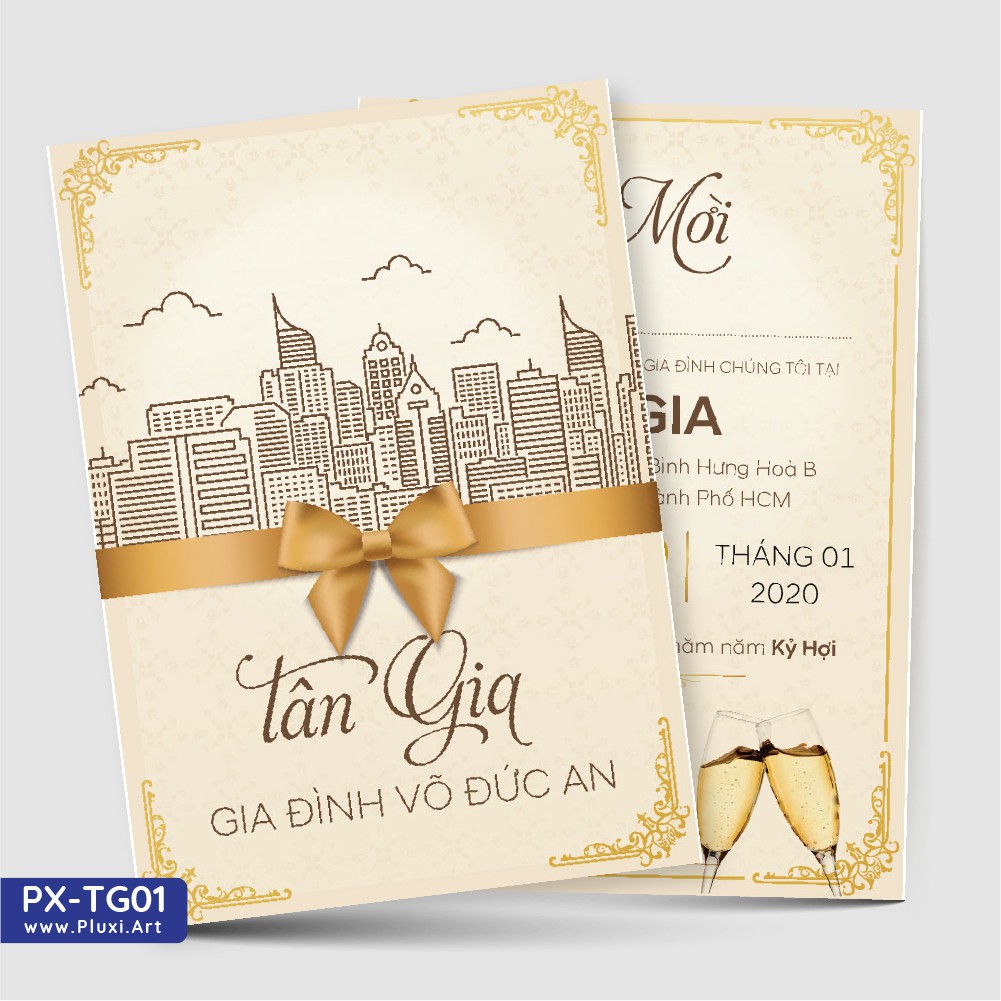 Tân Gia
GIA ĐÌNH VÕ ĐỨC AN
Mời
GIA ĐÌNH CHÚNG TÔI TẠI
GIA
Bình Hưng Hoà B
ành Phố HCM
THÁNG 01
2020
năm năm Kỷ Hợi
PX-TG01
www.Pluxi.Art